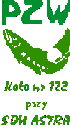 PZW
Koło nr 122
przy
SDH ASTRA